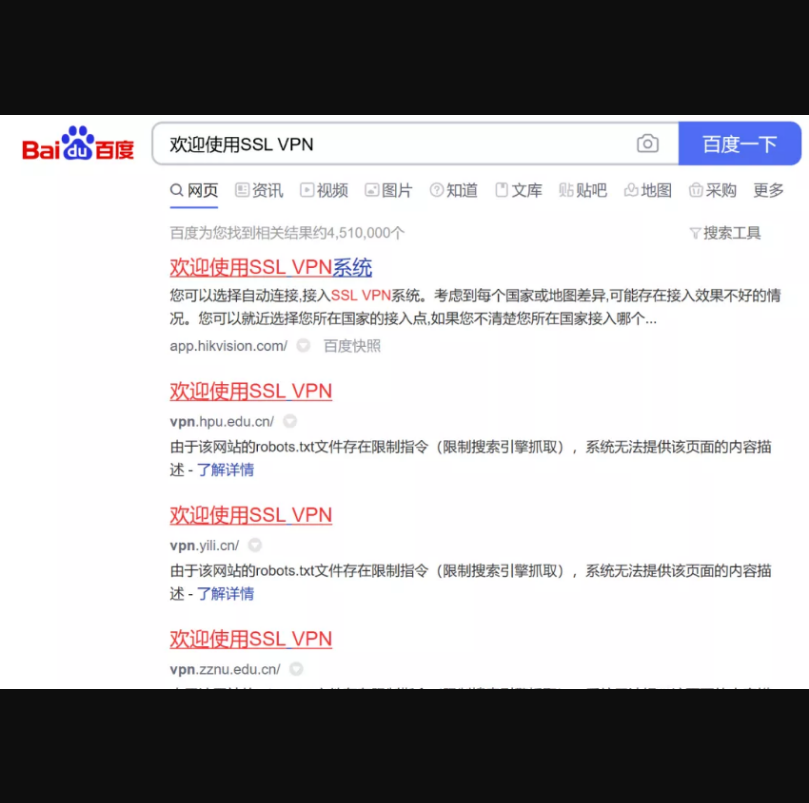 Bai du 百度 欢迎使用SSL VPN 百度一下
网页 资讯 视频 图片 知道 文库 贴吧 地图 采购 更多
百度为您找到相关结果约4,510,000个 搜索工具
欢迎使用SSL VPN系统
您可以选择自动连接,接入SSL VPN系统。考虑到每个国家或地图差异,可能存在接入效果不好的情
况。您可以就近选择您所在国家的接入点,如果您不清楚您所在国家接入哪个...
app.hikvision.com/ 百度快照
欢迎使用SSL VPN
vpn.hpu.edu.cn/
由于该网站的robots.txt文件存在限制指令（限制搜索引擎抓取），系统无法提供该页面的内容描
述 - 了解详情
欢迎使用SSL VPN
vpn.yili.cn/
由于该网站的robots.txt文件存在限制指令（限制搜索引擎抓取），系统无法提供该页面的内容描
述 - 了解详情
欢迎使用SSL VPN
vpn.zznu.edu.cn/